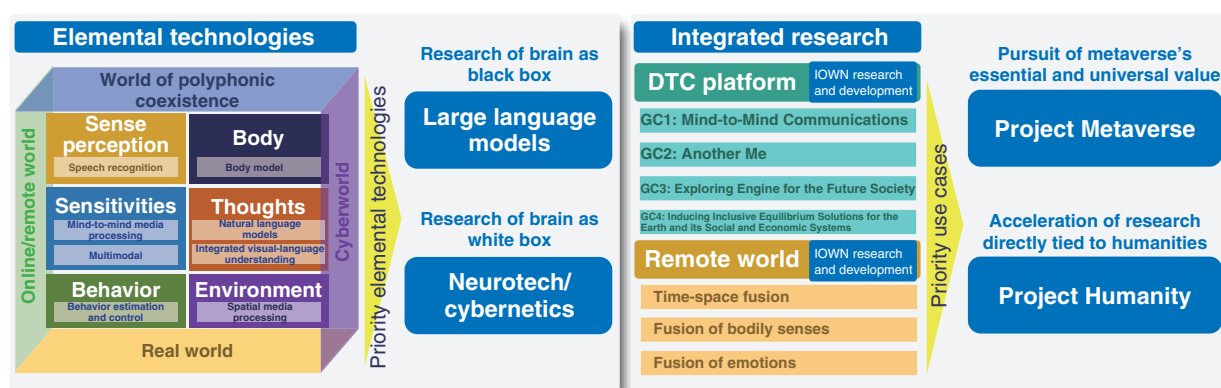 Elemental technologies
World of polyphonic
coexistence
Online/remote world
Sense
perception
Speech recognition
Body
Body model
Sensitivities
Mind-to-mind media
processing
Multimodal
Thoughts
Natural language
models
Integrated visual-language
understanding
Behavior
Behavior estimation
and control
Environment
Spatial media
processing
Cyberworld
Real world
Priority elemental technologies
Research of brain as
black box
Large language
models
Research of brain as
white box
Neurotech/
cybernetics
Integrated research
DTC platform
IOWN research
and development
GC1: Mind-to-Mind Communications
GC2: Another Me
GC3: Exploring Engine for the Future Society
GC4: Inducing Inclusive Equilibrium Solutions for the
Earth and its Social and Economic Systems
Remote world
IOWN research
and development
Time-space fusion
Fusion of bodily senses
Fusion of emotions
Priority use cases
Pursuit of metaverse's
essential and universal value
Project Metaverse
Acceleration of research
directly tied to humanities
Project Humanity